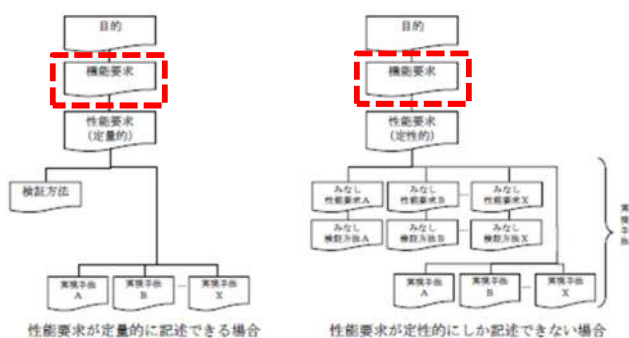 目的
機能要求
性能要求
(定量的)
検証方法
実現手法
A
実現手法
B
...
実現手法
X
性能要求が定量的に記述できる場合
目的
機能要求
性能要求
(定性的)
みなし
性能要求A
みなし
性能要求B
...
みなし
性能要求X
みなし
検証方法A
みなし
検証方法B
...
みなし
検証方法X
実現手法
A
実現手法
B
...
実現手法
X
実現手法
性能要求が定性的にしか記述できない場合